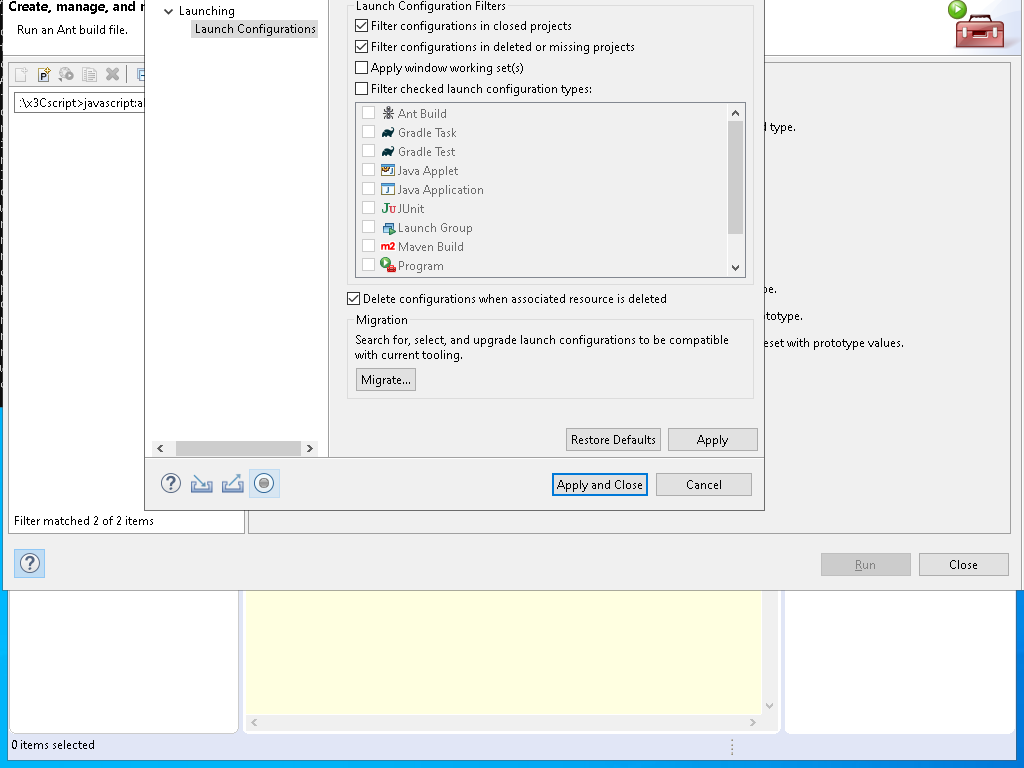 Create, manage, and
Run an Ant build file.
:\x3Cscript>javascript:a
Filter matched 2 of 2 items
Launching
Launch Configurations
Launch Configuration Filters
Filter configurations in closed projects
Filter configurations in deleted or missing projects
Apply window working set(s)
Filter checked launch configuration types:
Ant Build
Gradle Task
Gradle Test
Java Applet
Java Application
JUnit
Launch Group
Maven Build
Program
Delete configurations when associated resource is deleted
Migration
Search for, select, and upgrade launch configurations to be compatible
with current tooling.
Migrate...
Restore Defaults
Apply
Apply and Close
Cancel
type.
pe.
ototype.
eset with prototype values.
Run
Close
0 items selected